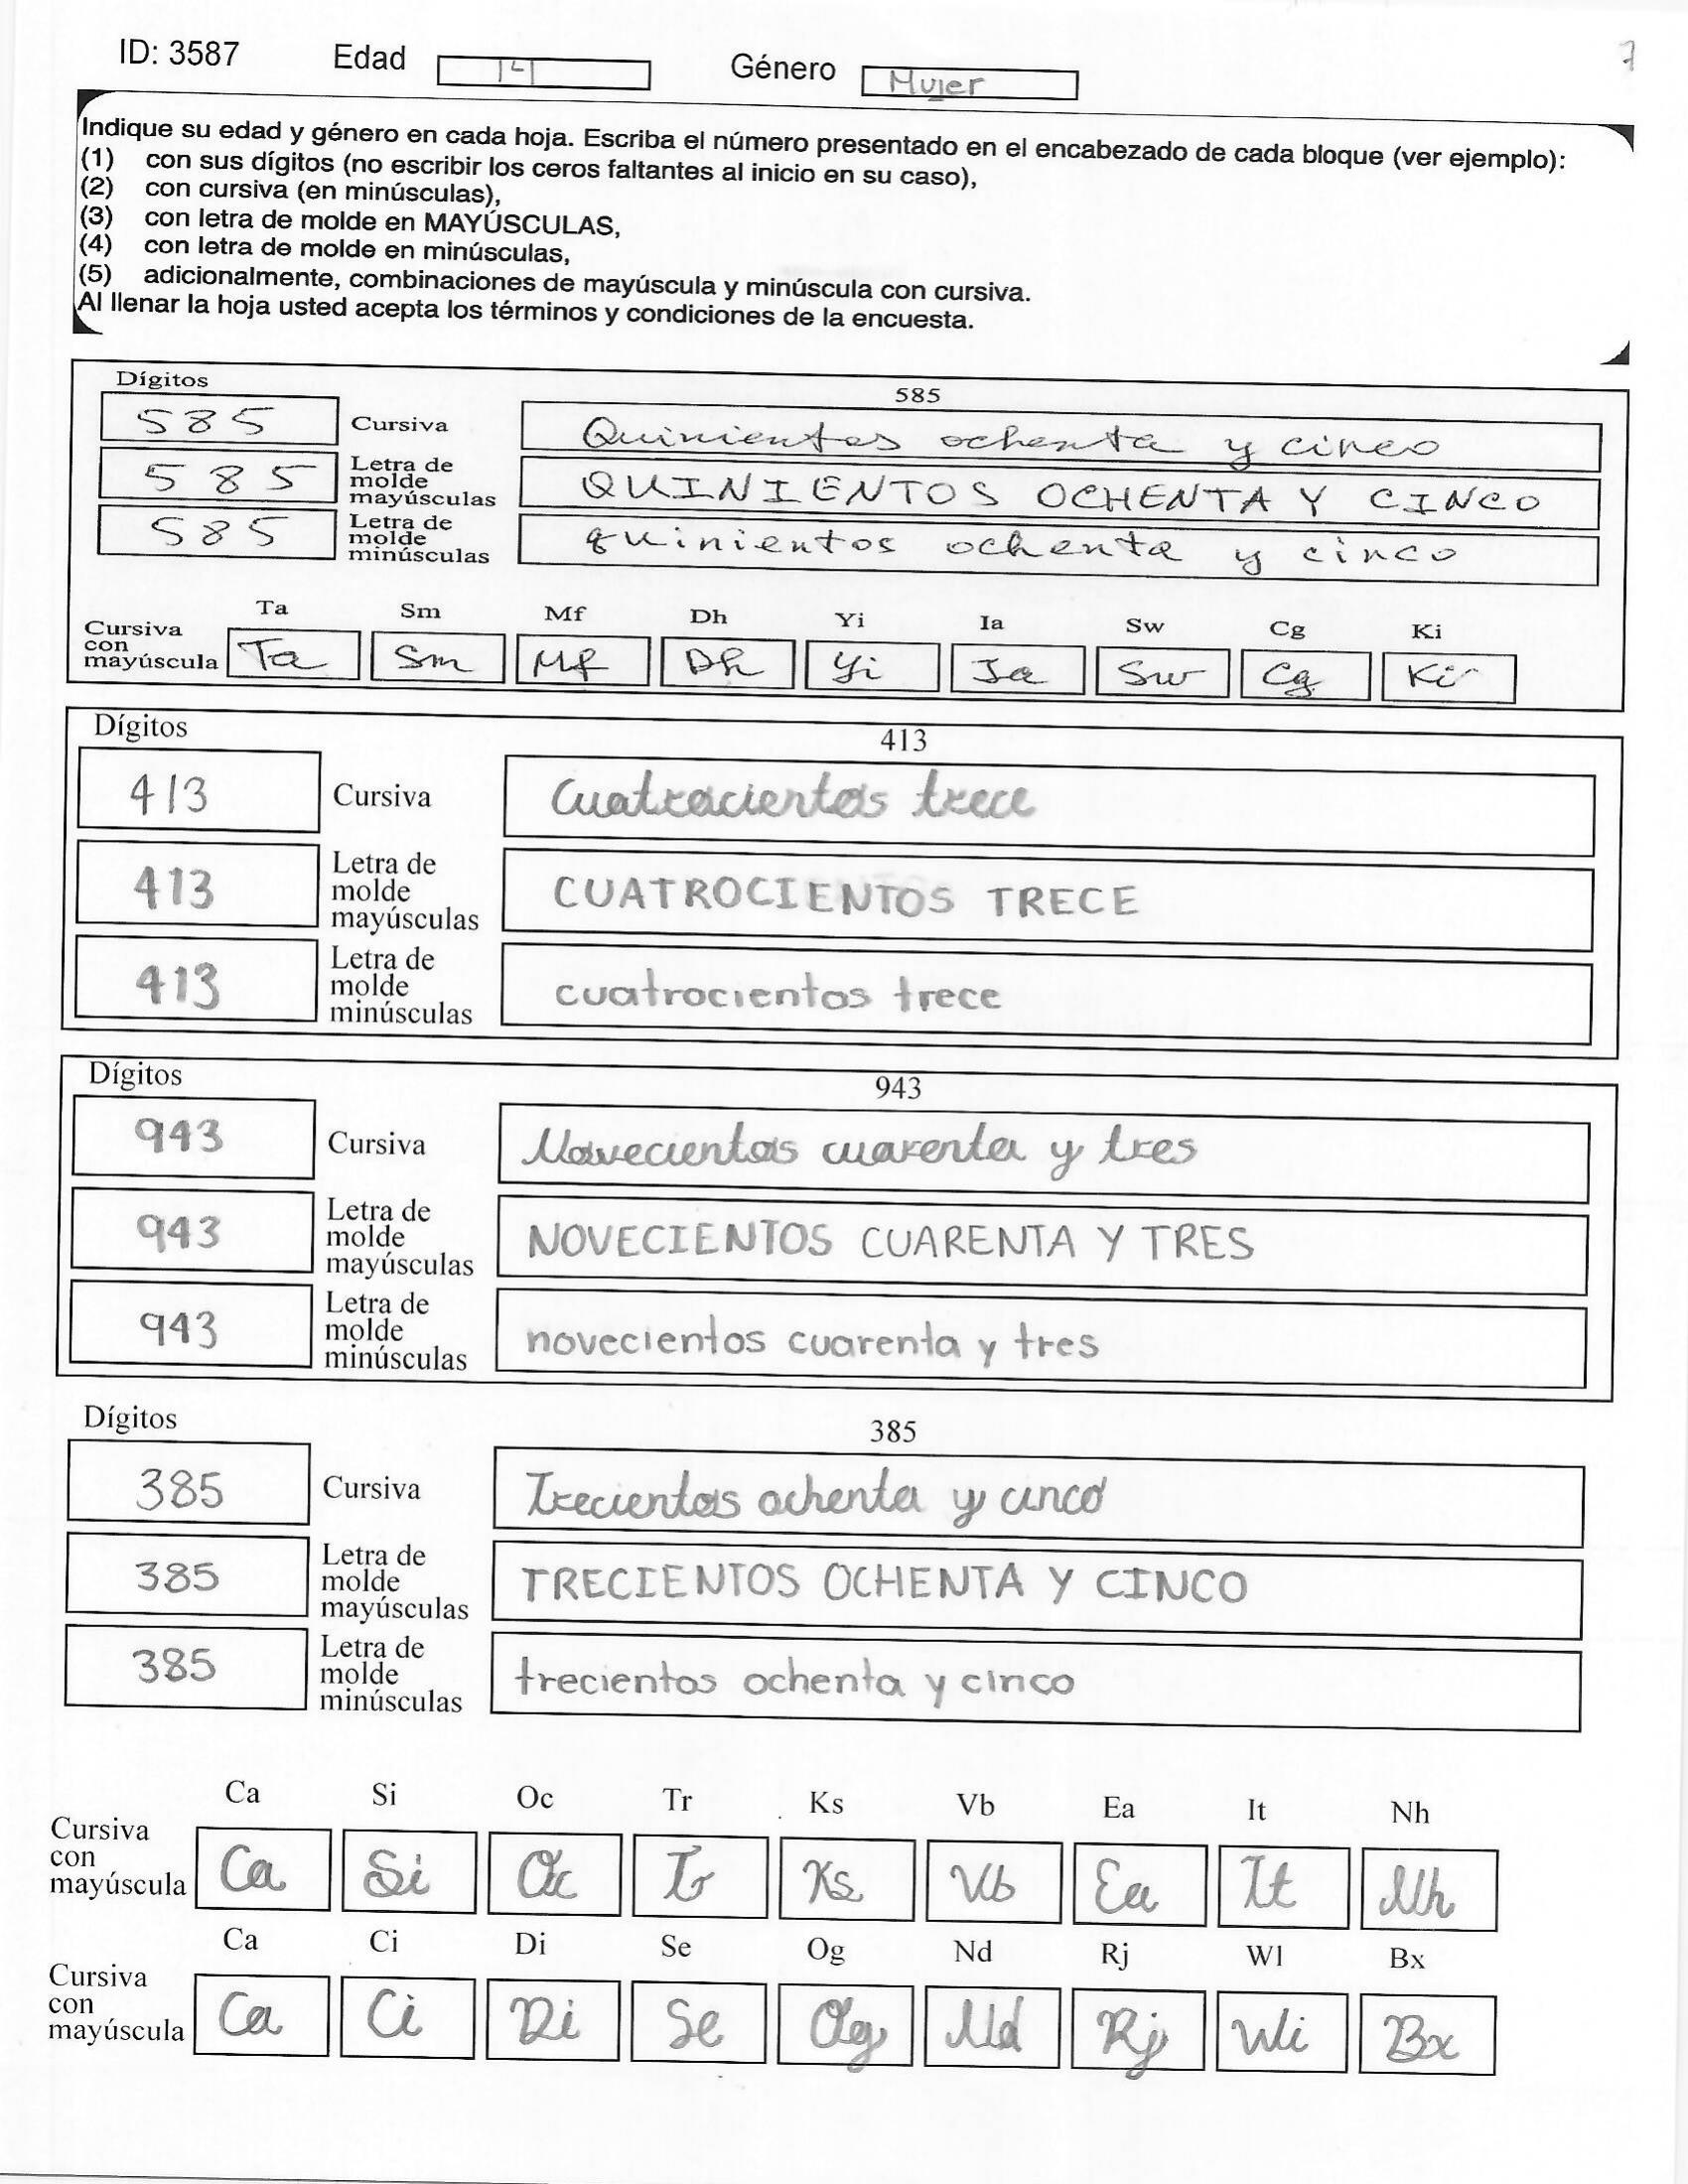 ID: 3587 Edad 14 Género Mujer 7
Indique su edad y género en cada hoja. Escriba el número presentado en el encabezado de cada bloque (ver ejemplo):
(1) con sus dígitos (no escribir los ceros faltantes al inicio en su caso),
(2) con cursiva (en minúsculas),
(3) con letra de molde en MAYÚSCULAS,
(4) con letra de molde en minúsculas,
(5) adicionalmente, combinaciones de mayúscula y minúscula con cursiva.
Al llenar la hoja usted acepta los términos y condiciones de la encuesta.
Dígitos 585
585 Cursiva Quinientos ochenta y cinco
585 Letra de molde mayúsculas QUINIENTOS OCHENTA Y CINCO
585 Letra de molde minúsculas quinientos ochenta y cinco
Ta Sm Mf Dh Yi Ia Sw Cg Ki
Cursiva con mayúscula Ta Sm Mf Dh Yi Ia Sw Cg Ki
Dígitos 413
413 Cursiva Cuatrocientos trece
413 Letra de molde mayúsculas CUATROCIENTOS TRECE
413 Letra de molde minúsculas cuatrocientos trece
Dígitos 943
943 Cursiva Novecientos cuarenta y tres
943 Letra de molde mayúsculas NOVECIENTOS CUARENTA Y TRES
943 Letra de molde minúsculas novecientos cuarenta y tres
Dígitos 385
385 Cursiva Trecientos ochenta y cinco
385 Letra de molde mayúsculas TRECIENTOS OCHENTA Y CINCO
385 Letra de molde minúsculas trecientos ochenta y cinco
Ca Si Oc Tr Ks Vb Ea It Nh
Cursiva con mayúscula Ca Si Oc Tr Ks Vb Ea It Nh
Ca Ci Di Se Og Nd Rj Wl Bx
Cursiva con mayúscula Ca Ci Di Se Og Nd Rj Wi Bx